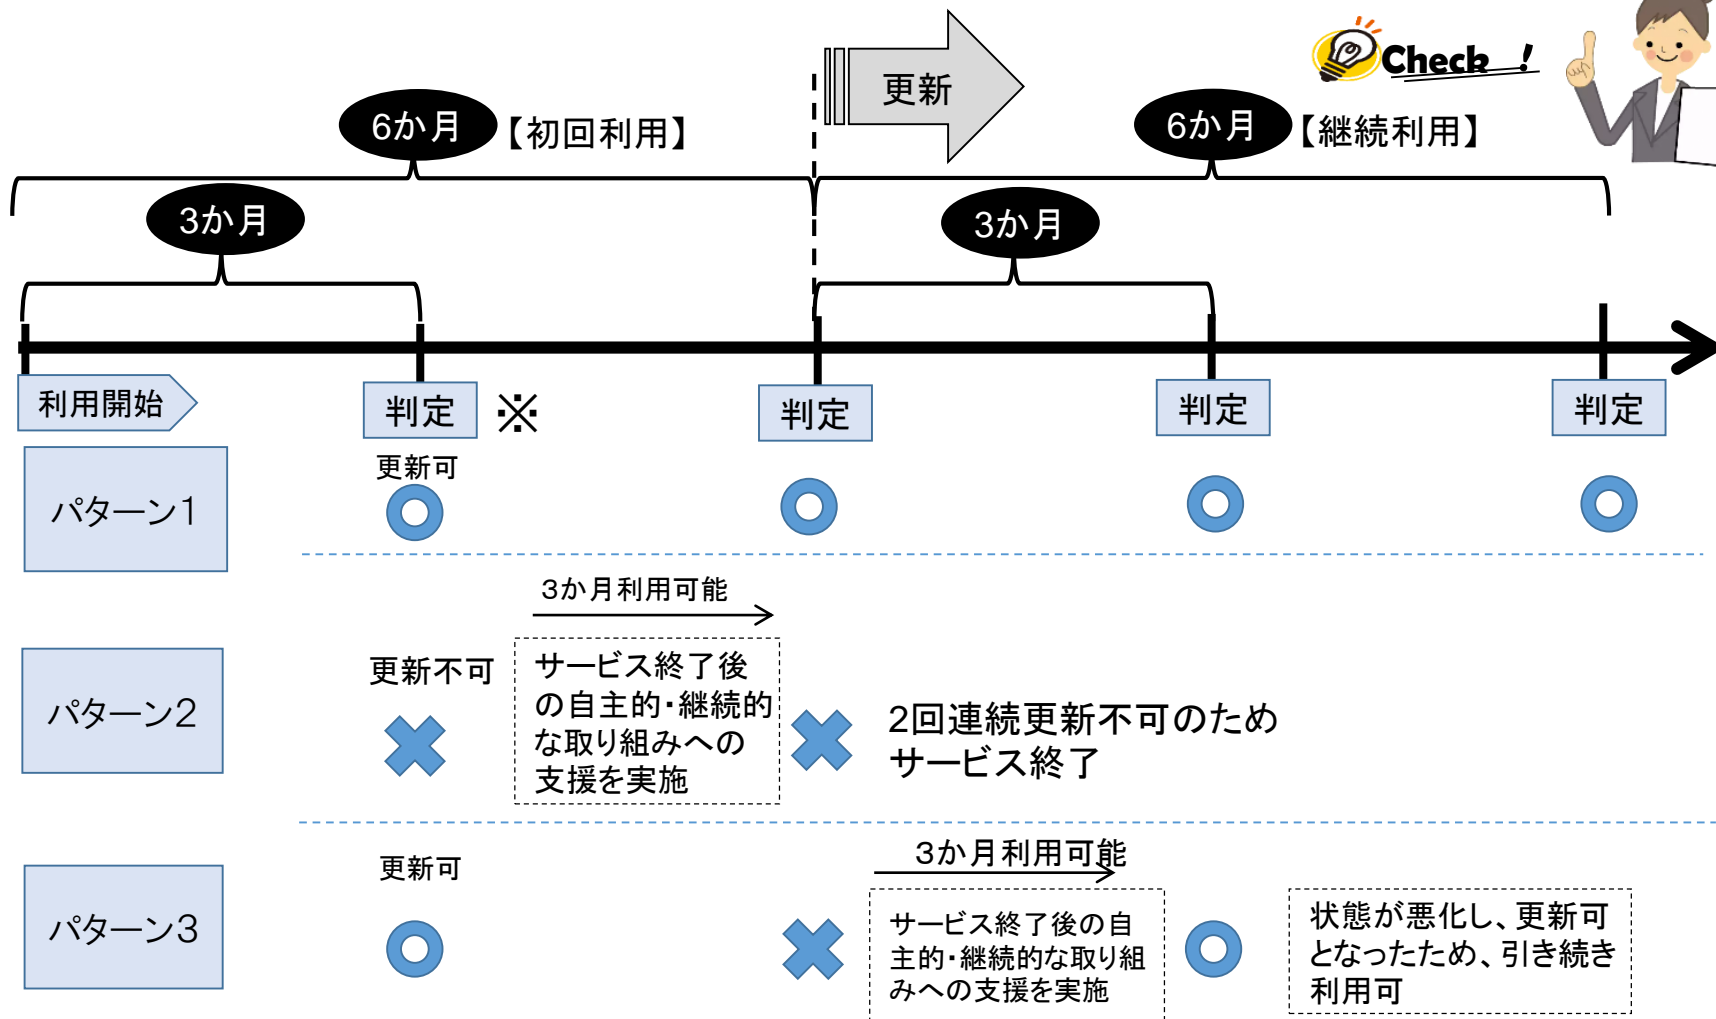 更新
Check !
6か月
【初回利用】
6か月
【継続利用】
3か月
3か月
利用開始
判定
※
判定
判定
判定
パターン1
更新可
3か月利用可能
パターン2
更新不可
サービス終了後
の自主的・継続的
な取り組みへの
支援を実施
2回連続更新不可のため
サービス終了
パターン3
更新可
3か月利用可能
サービス終了後の自
主的・継続的な取り組
みへの支援を実施
状態が悪化し、更新可
となったため、引き続き
利用可